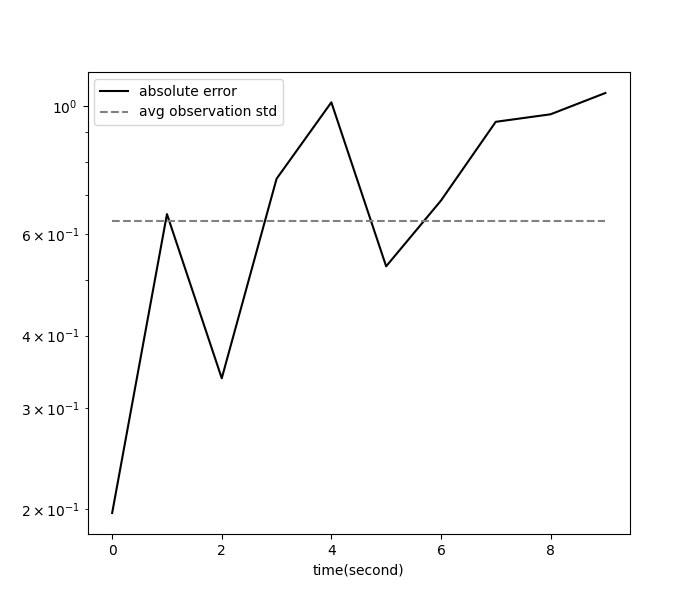 absolute error
avg observation std
10⁰
6 × 10⁻¹
4 × 10⁻¹
3 × 10⁻¹
2 × 10⁻¹
0 2 4 6 8
time(second)